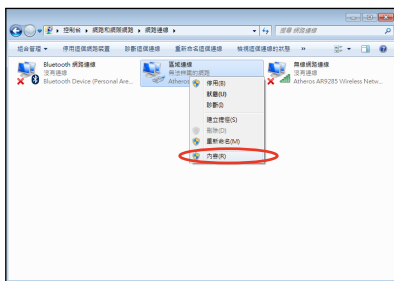 控制台 ▸ 網路和網際網路 ▸ 網路連線 ▸
搜尋 網路連線
組合管理 停用這個網路裝置 診斷這個連線 重新命名這個連線 檢視這個連線的狀態 »
Bluetooth 網路連線
沒有連線
Bluetooth Device (Personal Are...
區域連線
無法辨識的網路
Atheros
無線網路連線
沒有連線
Atheros AR9285 Wireless Netw...
停用(B)
狀態(U)
診斷(I)
建立捷徑(S)
刪除(D)
重新命名(M)
內容(R)